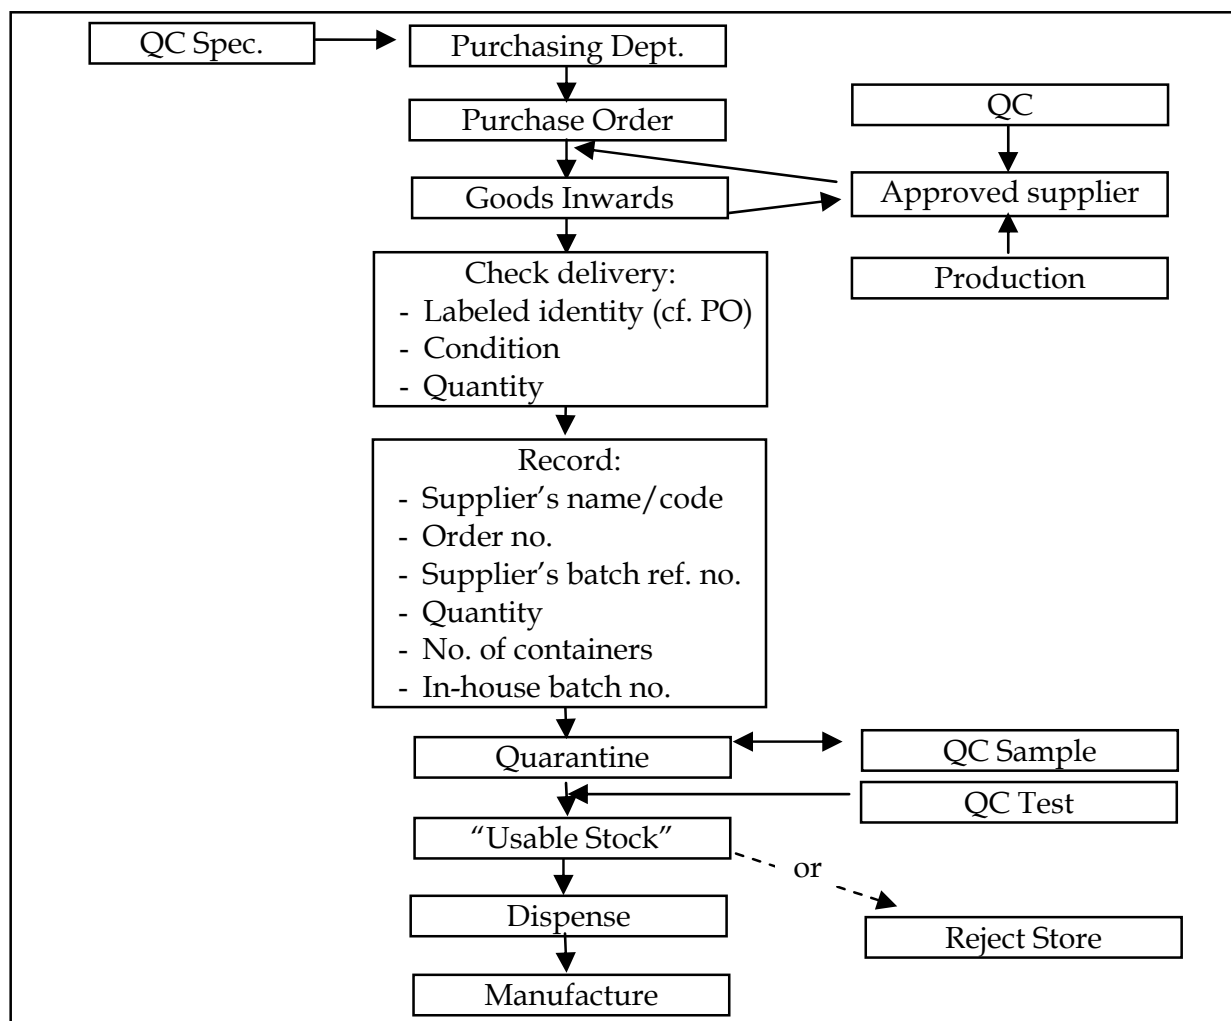 QC Spec.
Purchasing Dept.
Purchase Order
QC
Goods Inwards
Approved supplier
Production
Check delivery:
- Labeled identity (cf. PO)
- Condition
- Quantity
Record:
- Supplier’s name/code
- Order no.
- Supplier’s batch ref. no.
- Quantity
- No. of containers
- In-house batch no.
Quarantine
QC Sample
QC Test
“Usable Stock”
or
Dispense
Reject Store
Manufacture